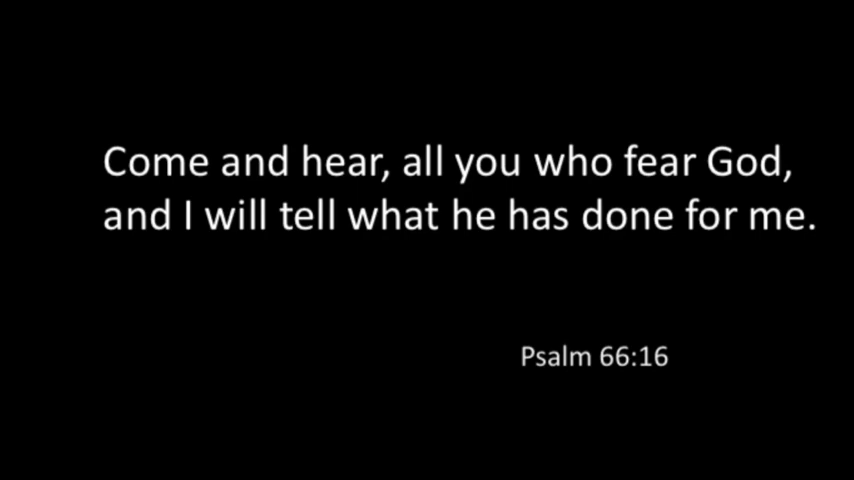 Come and hear, all you who fear God,
and I will tell what he has done for me.
Psalm 66:16